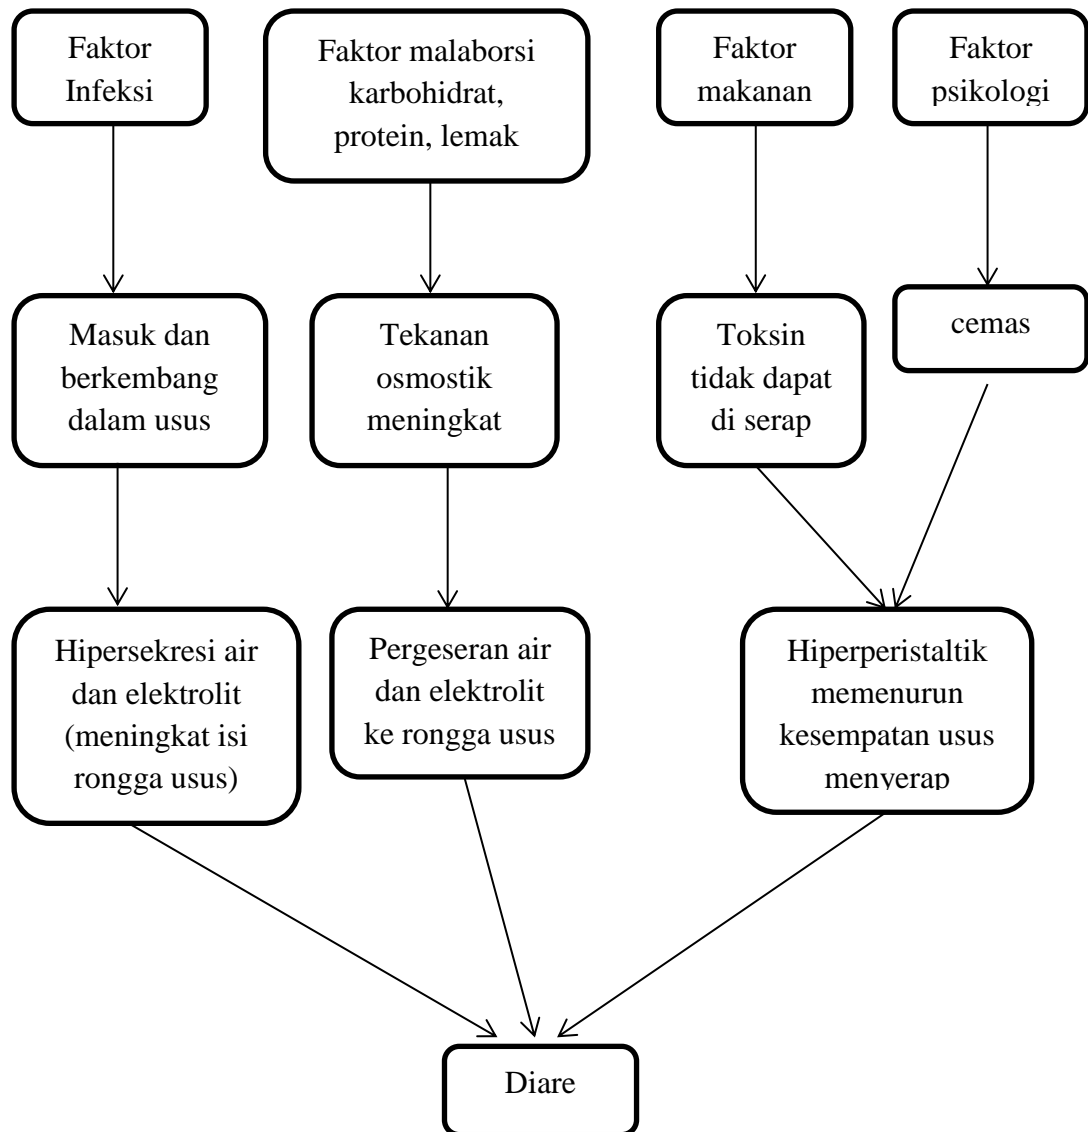 Faktor
Infeksi
Faktor malaborsi
karbohidrat,
protein, lemak
Faktor
makanan
Faktor
psikologi
Masuk dan
berkembang
dalam usus
Tekanan
osmostik
meningkat
Toksin
tidak dapat
di serap
cemas
Hipersekresi air
dan elektrolit
(meningkat isi
rongga usus)
Pergeseran air
dan elektrolit
ke rongga usus
Hiperperistaltik
memenurun
kesempatan usus
menyerap
Diare